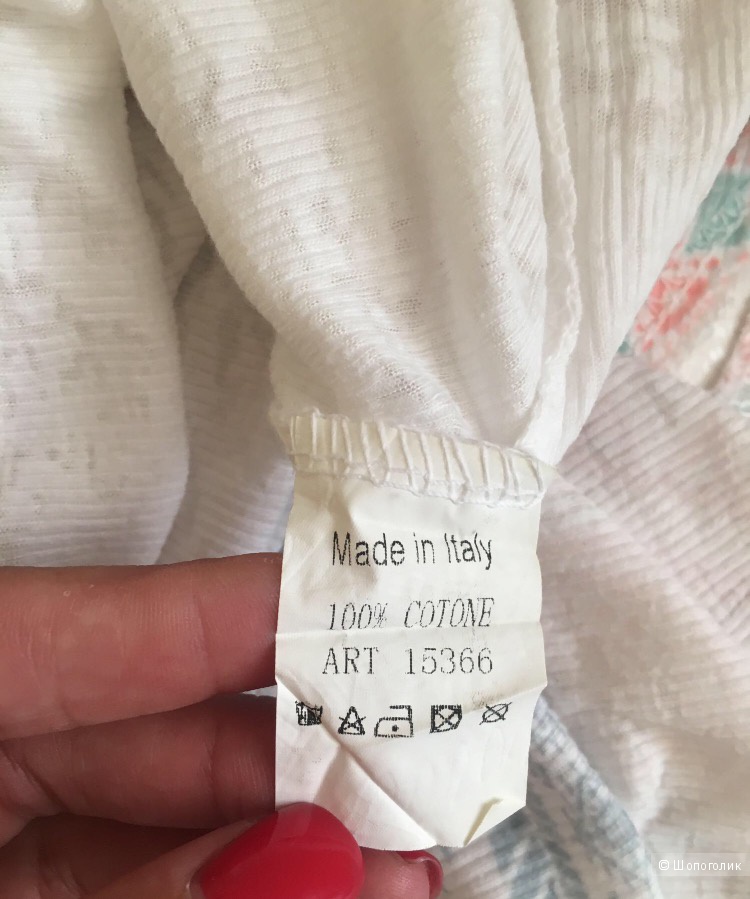 Made in Italy
100% COTONE
ART 15366
© Шопоголик